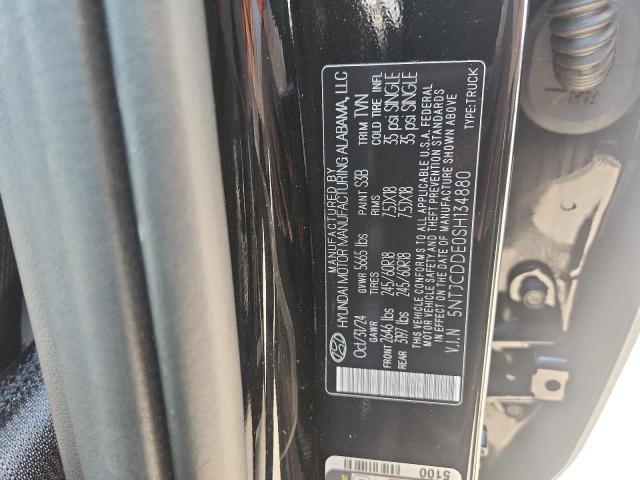 MANUFACTURED BY
HYUNDAI MOTOR MANUFACTURING ALABAMA, LLC
Oct/31/24 GVWR 5665 lbs PAINT S3B TRIM TVN
GAWR TIRES RIMS COLD TIRE INFL
FRONT 2646 lbs 245/60R18 7.5JX18 35 psi SINGLE
REAR 3197 lbs 245/60R18 7.5JX18 35 psi SINGLE
THIS VEHICLE CONFORMS TO ALL APPLICABLE U.S.A. FEDERAL
MOTOR VEHICLE SAFETY AND THEFT PREVENTION STANDARDS
IN EFFECT ON THE DATE OF MANUFACTURE SHOWN ABOVE
V.I.N 5NTJCDDE0SH134880 TYPE:TRUCK
5100